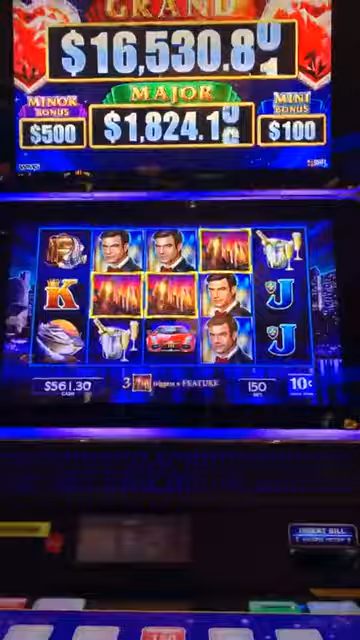 GRAND
$16,530.8
MAJOR
MINOR
BONUS
$500
$1,824.1
MINI
BONUS
$100
K
J
J
$561.30
CASH
3
triggers FEATURE
150
BET
10¢
INSERT BILL